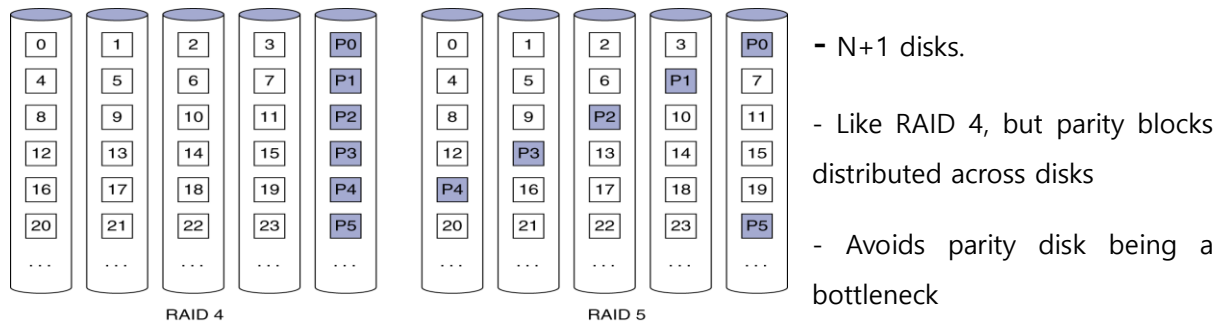 0 1 2 3 P0
4 5 6 7 P1
8 9 10 11 P2
12 13 14 15 P3
16 17 18 19 P4
20 21 22 23 P5
... ... ... ... ...
RAID 4
0 1 2 3 P0
4 5 6 P1 7
8 9 P2 10 11
12 P3 13 14 15
P4 16 17 18 19
20 21 22 23 P5
... ... ... ... ...
RAID 5
- N+1 disks.
- Like RAID 4, but parity blocks
distributed across disks
- Avoids parity disk being a
bottleneck